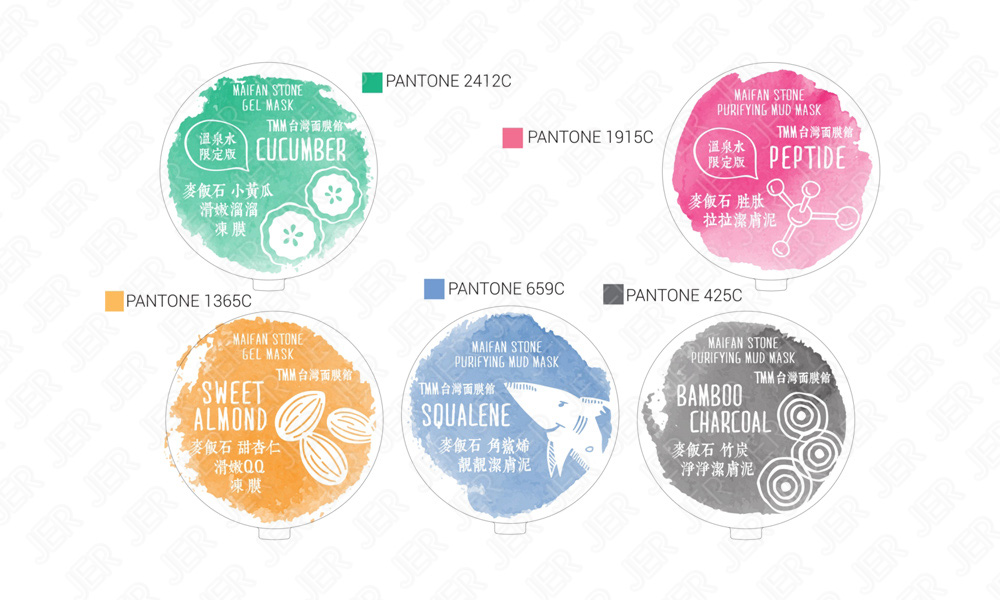 PANTONE 2412C
MAIFAN STONE
GEL MASK
TMM台灣面膜館
溫泉水
限定版
CUCUMBER
麥飯石 小黃瓜
滑嫩溜溜
凍膜
PANTONE 1915C
MAIFAN STONE
PURIFYING MUD MASK
TMM台灣面膜館
溫泉水
限定版
PEPTIDE
麥飯石 胜肽
拉拉潔膚泥
PANTONE 1365C
MAIFAN STONE
GEL MASK
TMM台灣面膜館
SWEET
ALMOND
麥飯石 甜杏仁
滑嫩QQ
凍膜
PANTONE 659C
MAIFAN STONE
PURIFYING MUD MASK
TMM台灣面膜館
SQUALENE
麥飯石 角鯊烯
靚靚潔膚泥
PANTONE 425C
MAIFAN STONE
PURIFYING MUD MASK
TMM台灣面膜館
BAMBOO
CHARCOAL
麥飯石 竹炭
淨淨潔膚泥
JER